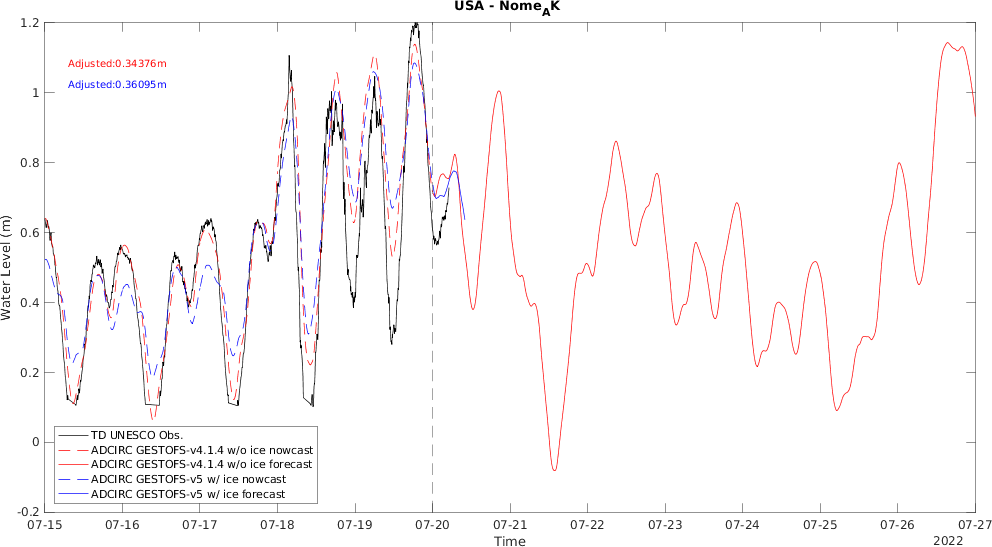 USA - Nome_AK
Adjusted:0.34376m
Adjusted:0.36095m
Water Level (m)
1.2
1
0.8
0.6
0.4
0.2
0
-0.2
TD UNESCO Obs.
ADCIRC GESTOFS-v4.1.4 w/o ice nowcast
ADCIRC GESTOFS-v4.1.4 w/o ice forecast
ADCIRC GESTOFS-v5 w/ ice nowcast
ADCIRC GESTOFS-v5 w/ ice forecast
07-15 07-16 07-17 07-18 07-19 07-20 07-21 07-22 07-23 07-24 07-25 07-26 07-27
Time
2022